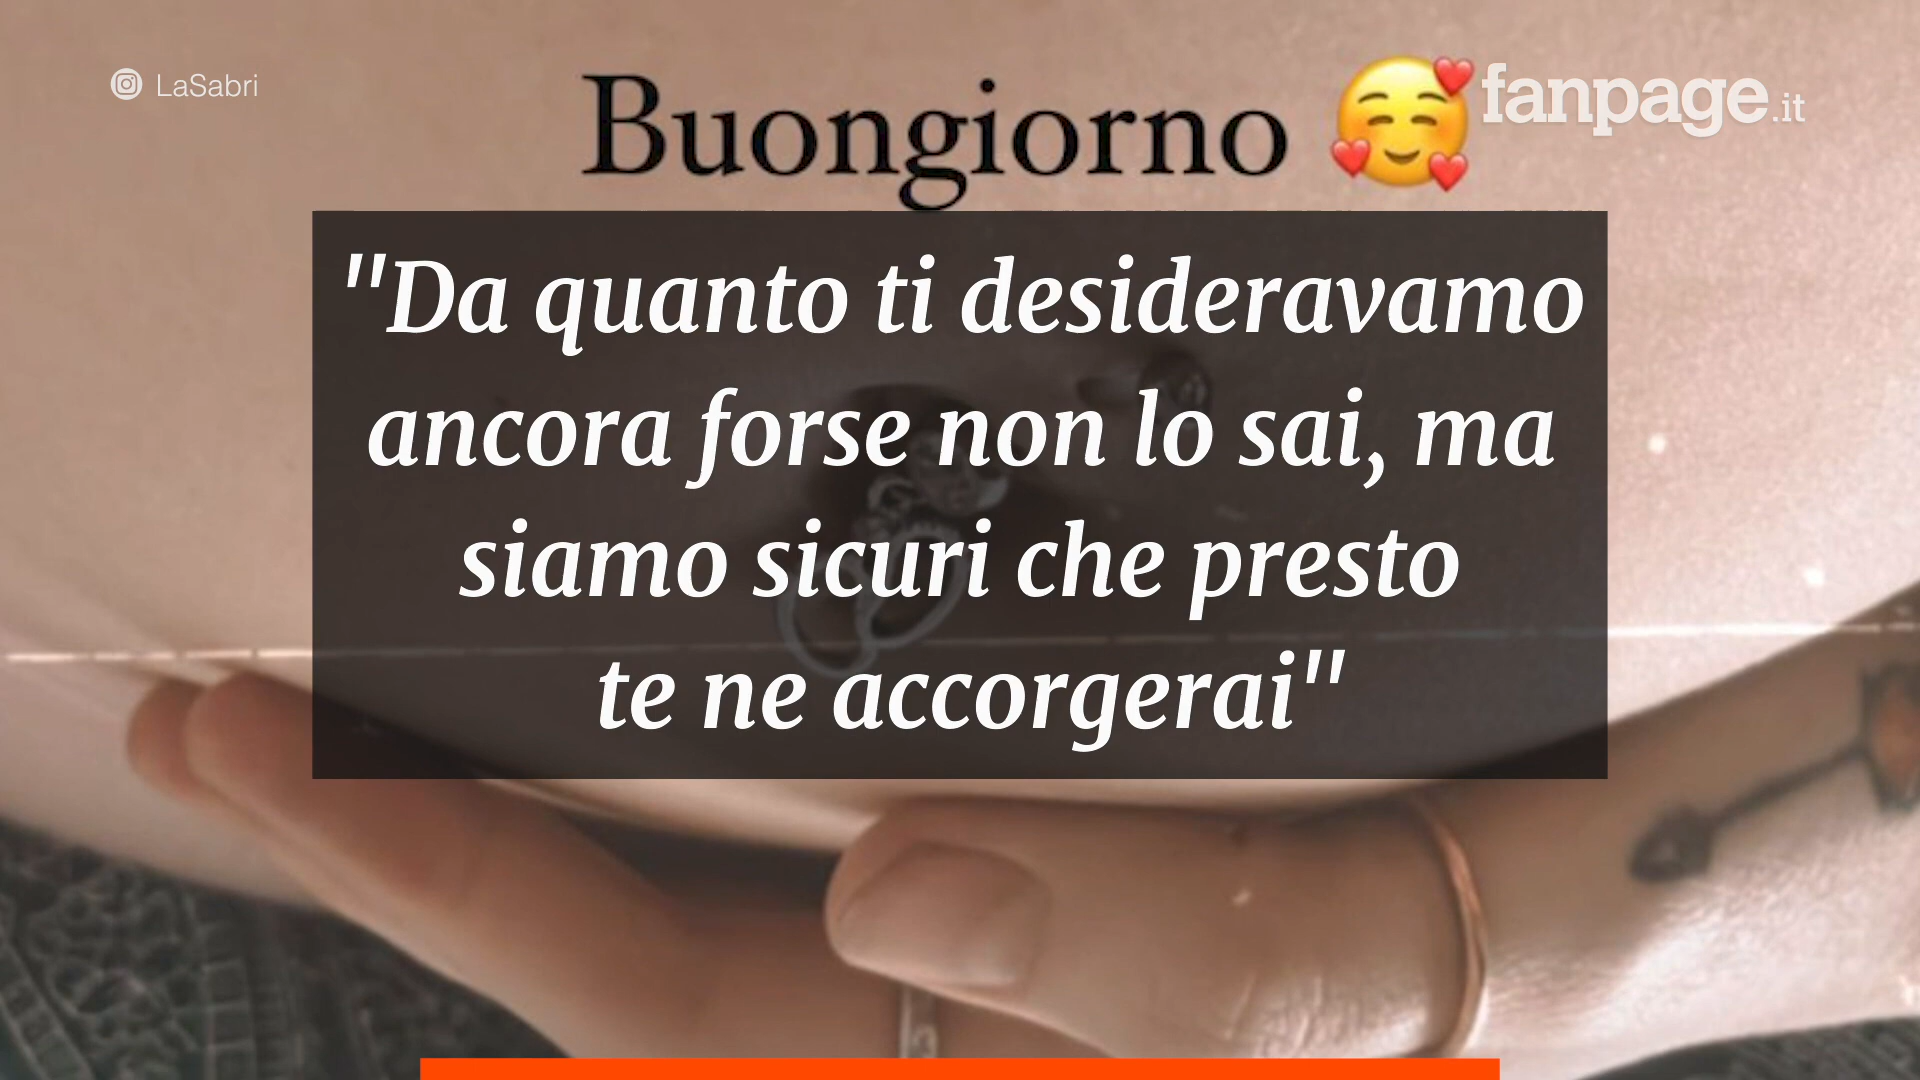 LaSabri
Buongiorno 🥰
fanpage.it
"Da quanto ti desideravamo
ancora forse non lo sai, ma
siamo sicuri che presto
te ne accorgerai"